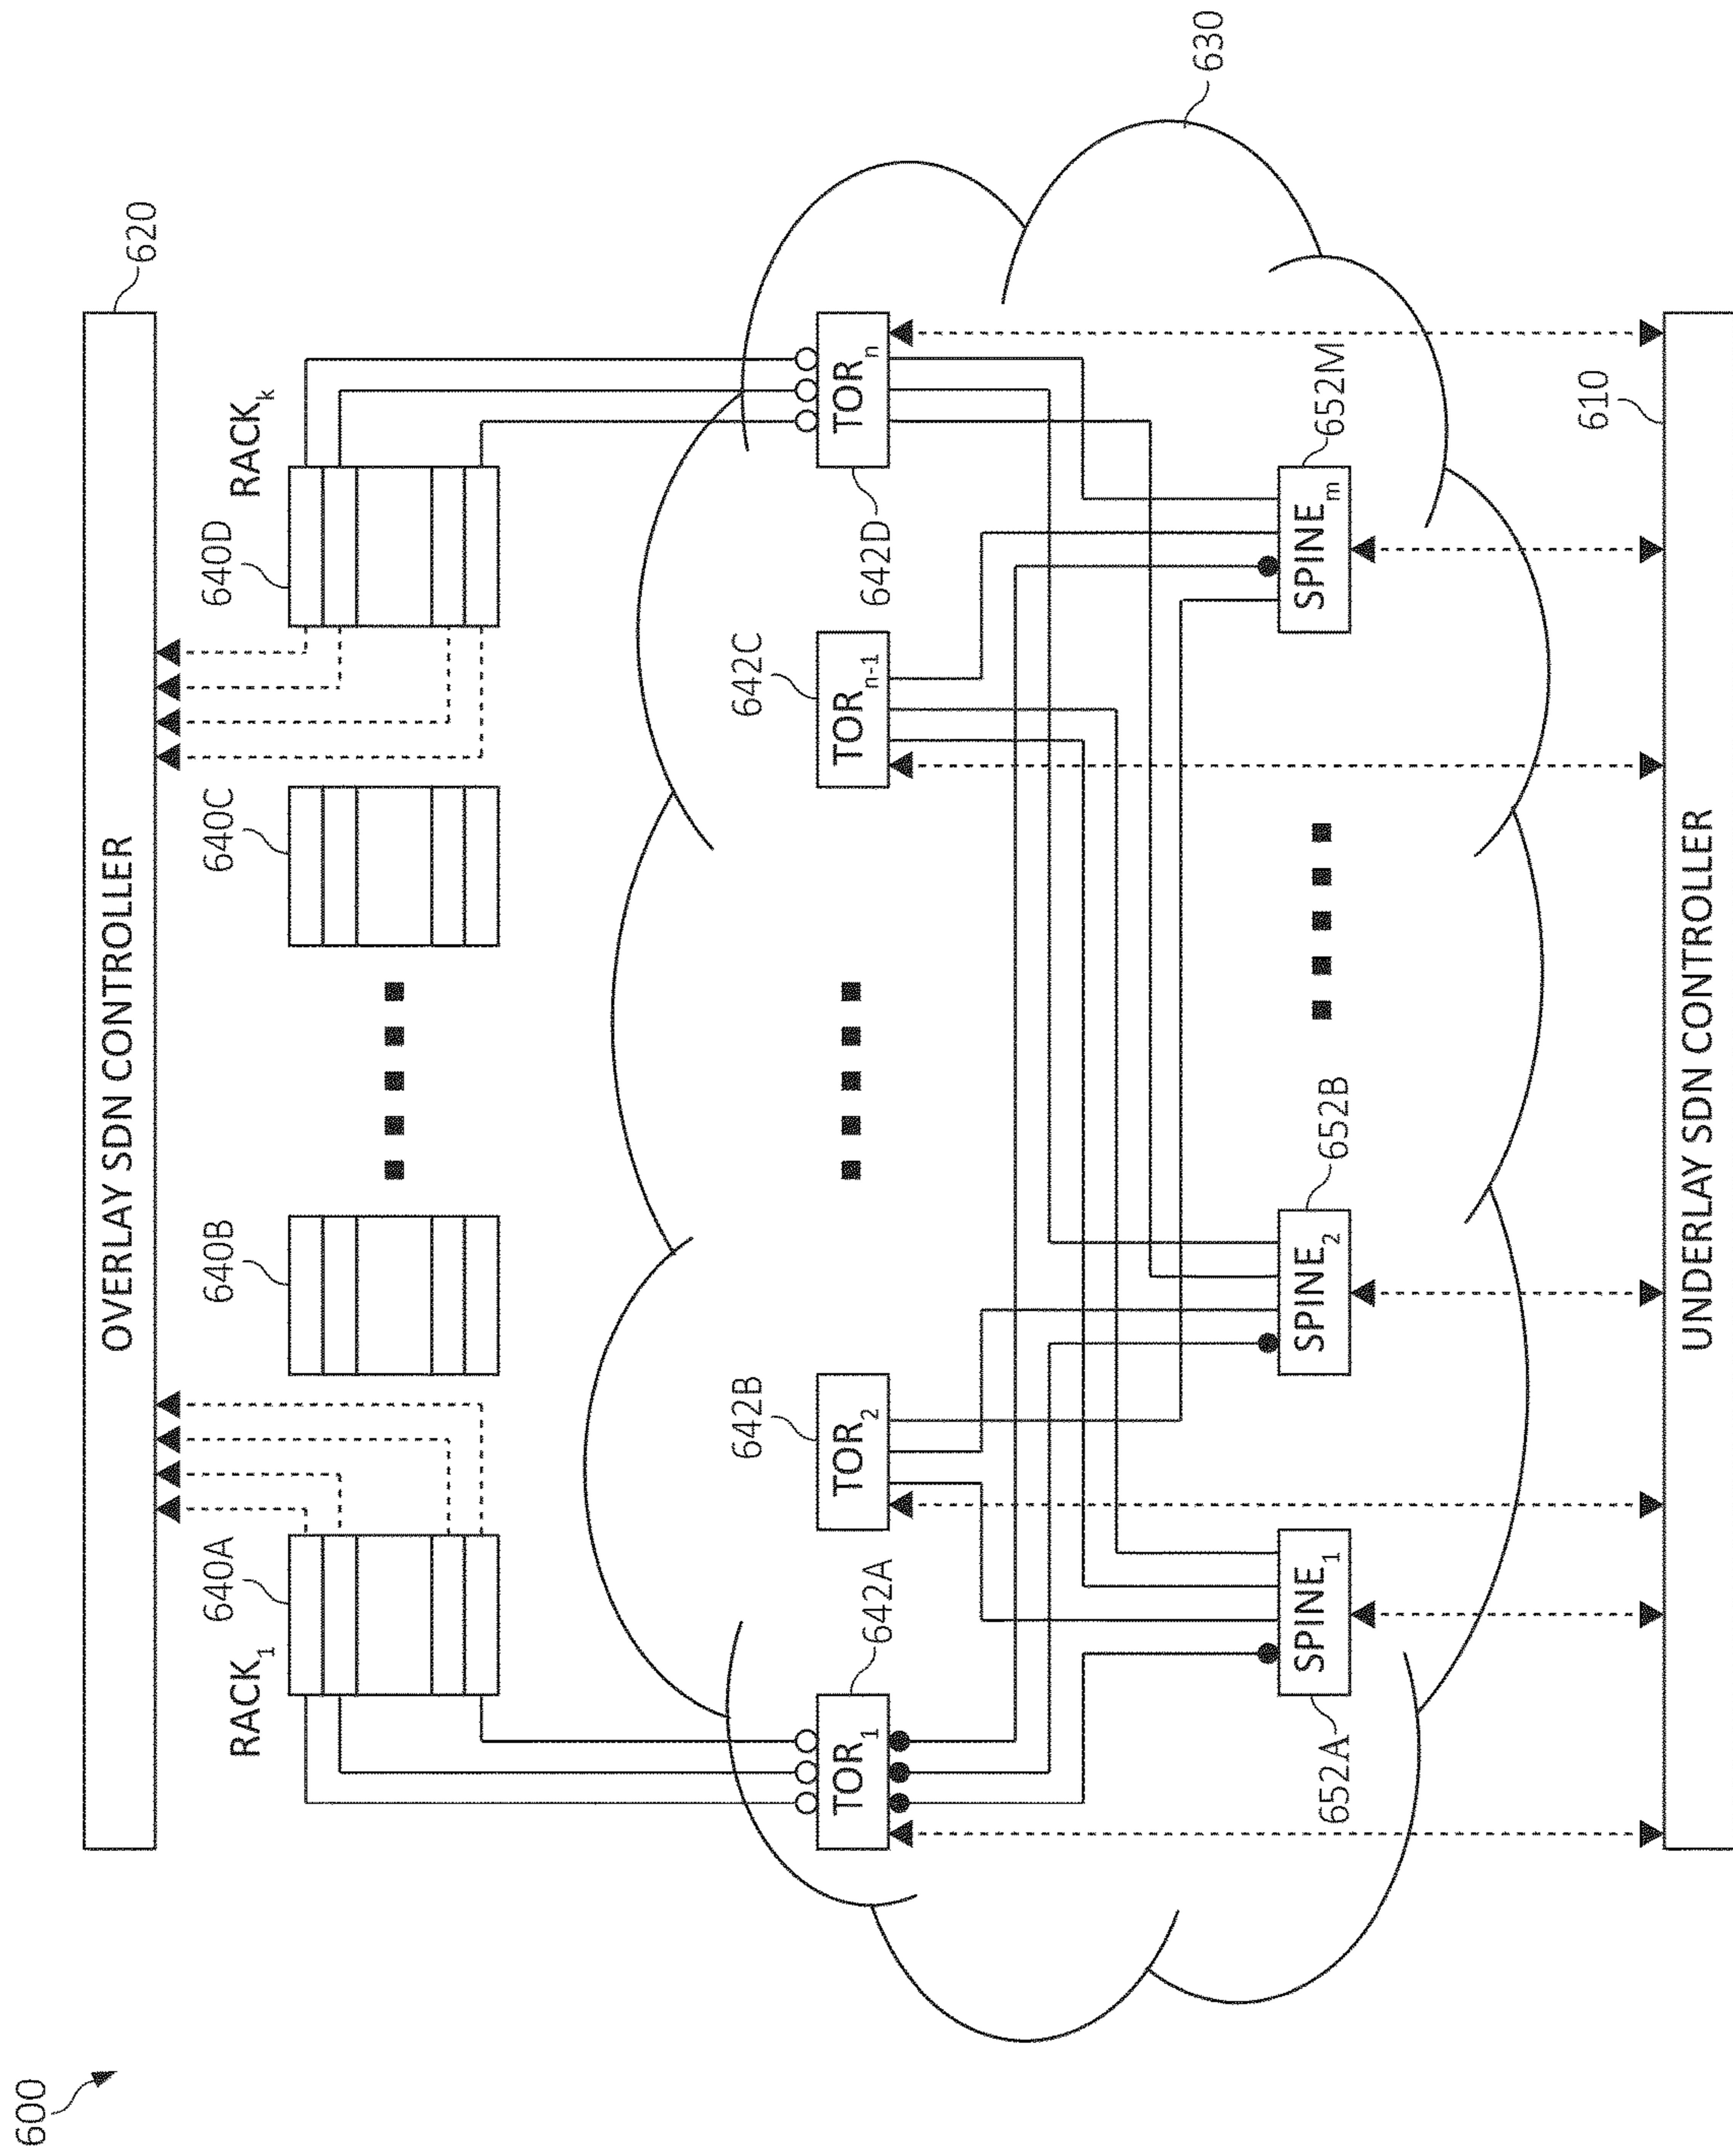 600
OVERLAY SDN CONTROLLER
620
RACK₁
640A
640B
640C
640D
RACKₖ
642A
642B
642C
642D
TOR₁
TOR₂
TORₙ₋₁
TORₙ
630
652A
652B
652M
SPINE₁
SPINE₂
SPINEₘ
610
UNDERLAY SDN CONTROLLER